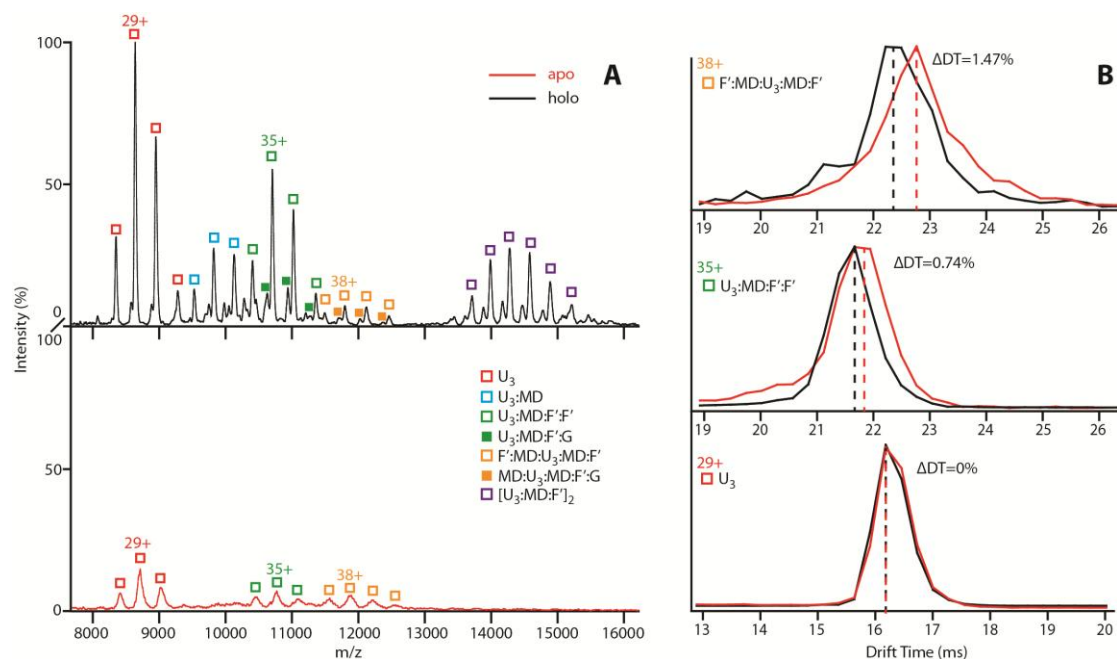 29+
100
apo
holo
A
35+
50
38+
0
Intensity (%)
100
U₃
U₃:MD
U₃:MD:F':F'
U₃:MD:F':G
F':MD:U₃:MD:F'
MD:U₃:MD:F':G
[U₃:MD:F']₂
50
29+
35+
38+
0
8000 9000 10000 11000 12000 13000 14000 15000 16000
m/z
38+
F':MD:U₃:MD:F'
ΔDT=1.47%
B
19 20 21 22 23 24 25 26
35+
U₃:MD:F':F'
ΔDT=0.74%
19 20 21 22 23 24 25 26
29+
U₃
ΔDT=0%
13 14 15 16 17 18 19 20
Drift Time (ms)